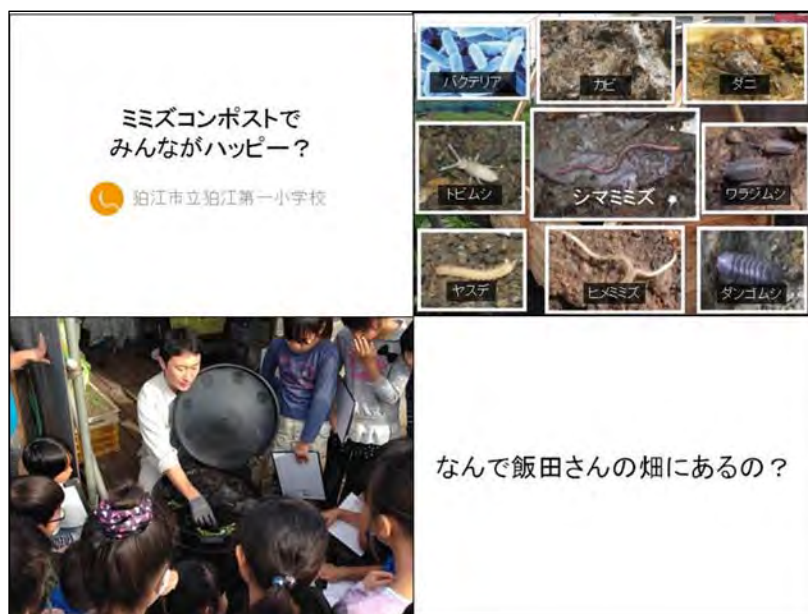 ミミズコンポストで
みんながハッピー？
狛江市立狛江第一小学校
バクテリア
カビ
ダニ
トビムシ
シマミミズ
ワラジムシ
ヤスデ
ヒメミミズ
ダンゴムシ
なんで飯田さんの畑にあるの？